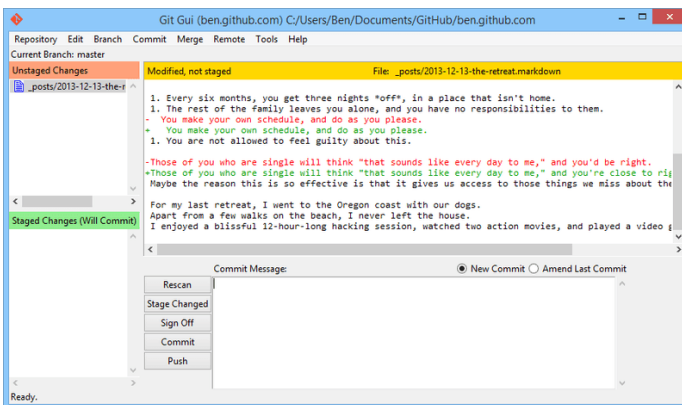 Git Gui (ben.github.com) C:/Users/Ben/Documents/GitHub/ben.github.com
Repository Edit Branch Commit Merge Remote Tools Help
Current Branch: master
Unstaged Changes
_posts/2013-12-13-the-r
Modified, not staged File: _posts/2013-12-13-the-retreat.markdown
1. Every six months, you get three nights *off*, in a place that isn't home.
1. The rest of the family leaves you alone, and you have no responsibilities to them.
- You make your own schedule, and do as you please.
+ You make your own schedule, and do as you please.
1. You are not allowed to feel guilty about this.
-Those of you who are single will think "that sounds like every day to me," and you'd be right.
+Those of you who are single will think "that sounds like every day to me," and you're close to rig
Maybe the reason this is so effective is that it gives us access to those things we miss about the
For my last retreat, I went to the Oregon coast with our dogs.
Apart from a few walks on the beach, I never left the house.
I enjoyed a blissful 12-hour-long hacking session, watched two action movies, and played a video g
Staged Changes (Will Commit)
Commit Message: New Commit Amend Last Commit
Rescan
Stage Changed
Sign Off
Commit
Push
Ready.